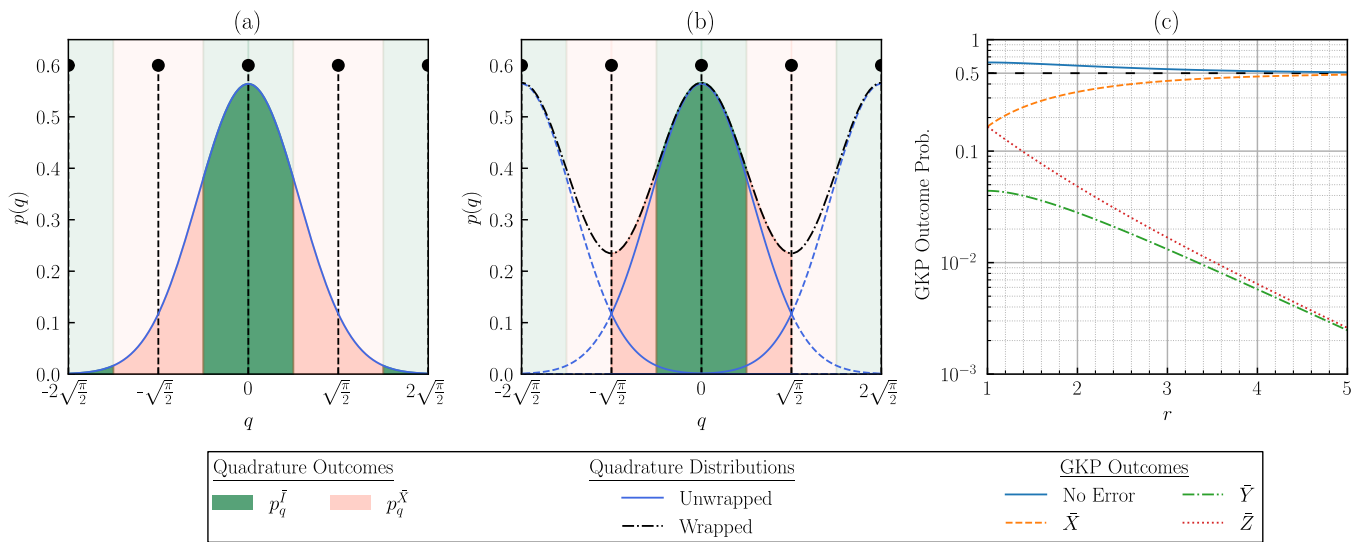 (a)
0.6
0.5
0.4
0.3
0.2
0.1
0.0
p(q)
-2√π/2 -√π/2 0 √π/2 2√π/2
q
(b)
0.6
0.5
0.4
0.3
0.2
0.1
0.0
p(q)
-2√π/2 -√π/2 0 √π/2 2√π/2
q
(c)
1
0.5
0.1
10⁻²
10⁻³
GKP Outcome Prob.
1 2 3 4 5
r
Quadrature Outcomes
p_q^Ī p_q^X̄
Quadrature Distributions
Unwrapped
Wrapped
GKP Outcomes
No Error Ȳ
X̄ Z̄